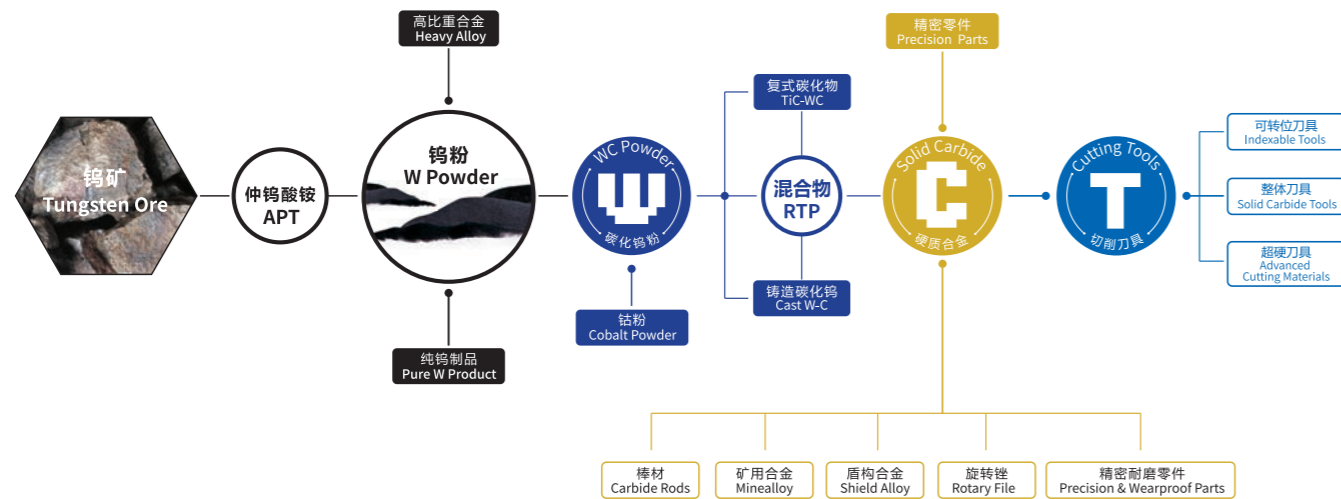 高比重合金
Heavy Alloy
精密零件
Precision Parts
复式碳化物
TiC-WC
钨矿
Tungsten Ore
仲钨酸铵
APT
钨粉
W Powder
WC Powder
W
碳化钨粉
混合物
RTP
Solid Carbide
C
硬质合金
Cutting Tools
T
切削刀具
可转位刀具
Indexable Tools
整体刀具
Solid Carbide Tools
超硬刀具
Advanced
Cutting Materials
铸造碳化钨
Cast W-C
钴粉
Cobalt Powder
纯钨制品
Pure W Product
棒材
Carbide Rods
矿用合金
Minealloy
盾构合金
Shield Alloy
旋转锉
Rotary File
精密耐磨零件
Precision & Wearproof Parts